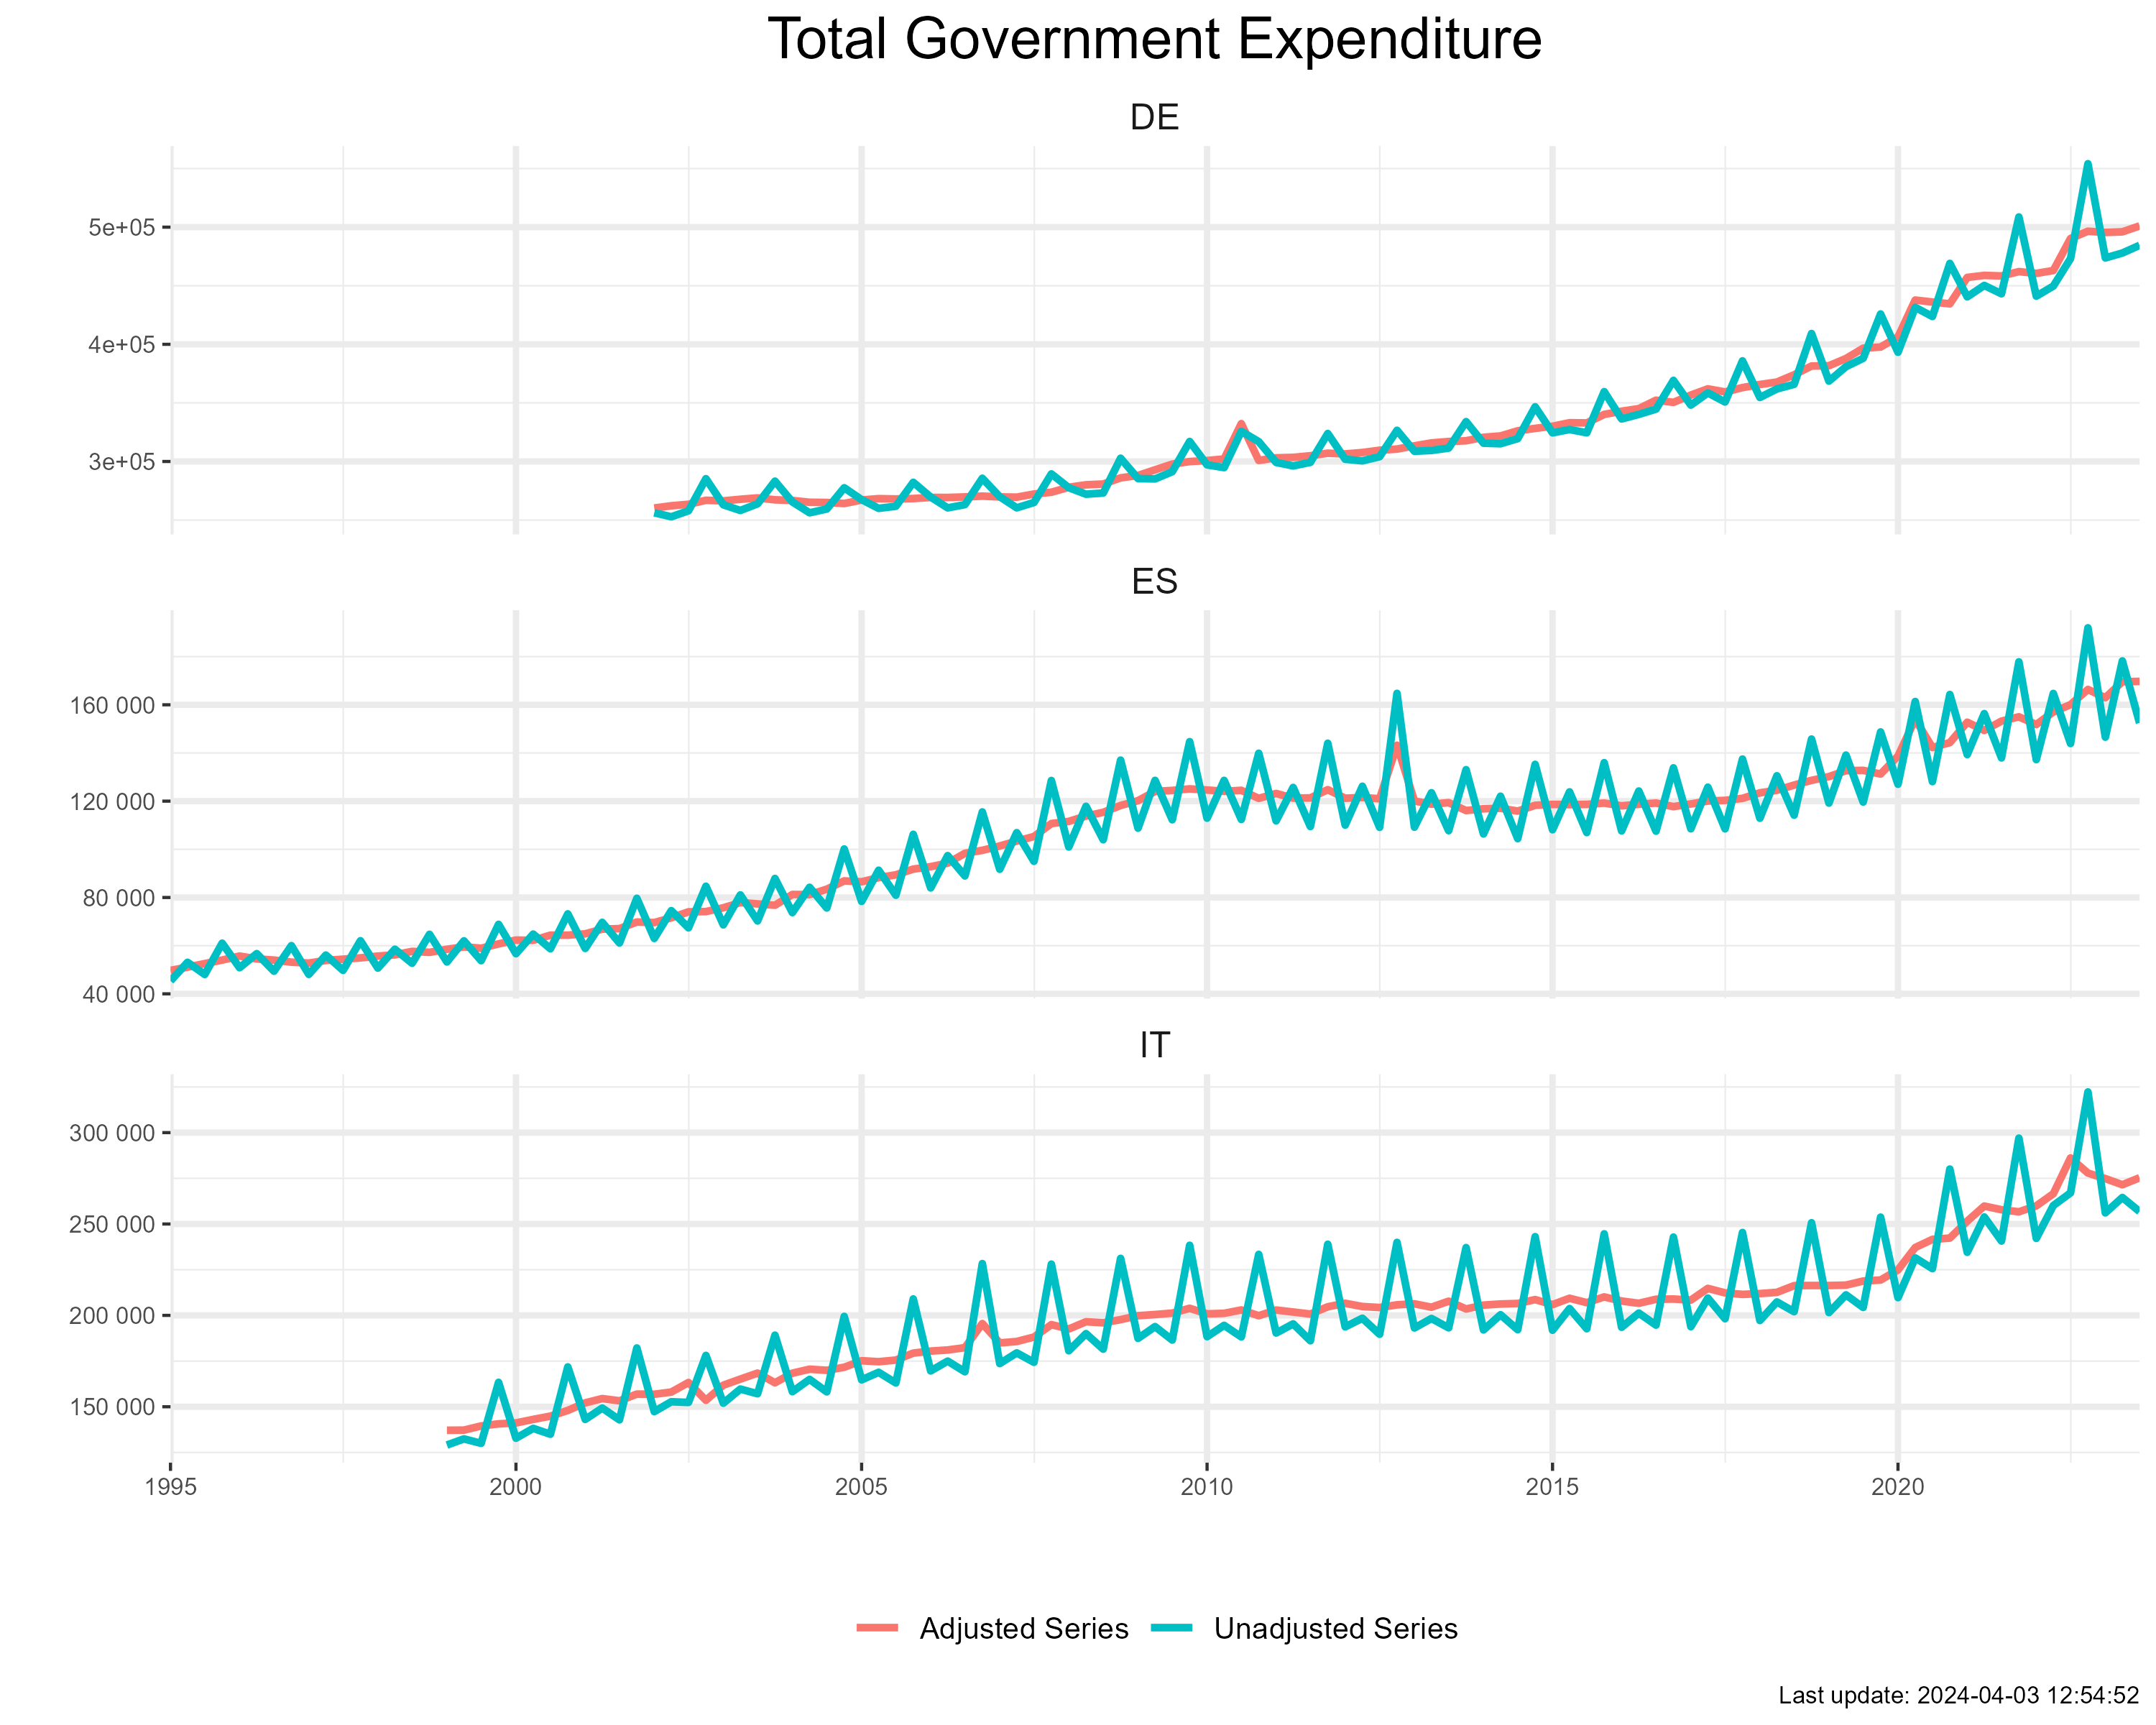 Total Government Expenditure
DE
5e+05
4e+05
3e+05
ES
160 000
120 000
80 000
40 000
IT
300 000
250 000
200 000
150 000
1995 2000 2005 2010 2015 2020
Adjusted Series Unadjusted Series
Last update: 2024-04-03 12:54:52